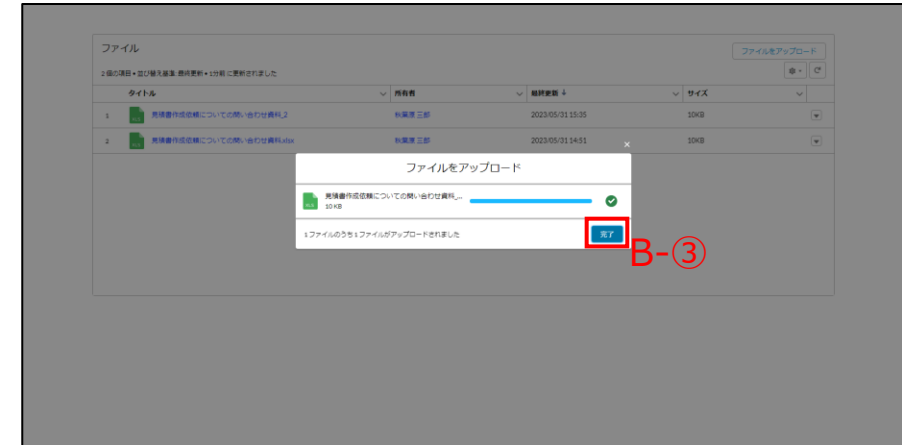 ファイル
ファイルをアップロード
2 個の項目 • 並び替え基準: 最終更新 • 1分前 に更新されました
タイトル 所有者 最終更新 ↓ サイズ
1 見積書作成依頼についての問い合わせ資料_2 秋葉原 三郎 2023/05/31 15:35 10KB
2 見積書作成依頼についての問い合わせ資料.xlsx 秋葉原 三郎 2023/05/31 14:51 10KB
ファイルをアップロード
見積書作成依頼についての問い合わせ資料_...
10 KB
1 ファイルのうち 1 ファイルがアップロードされました
完了
B-③